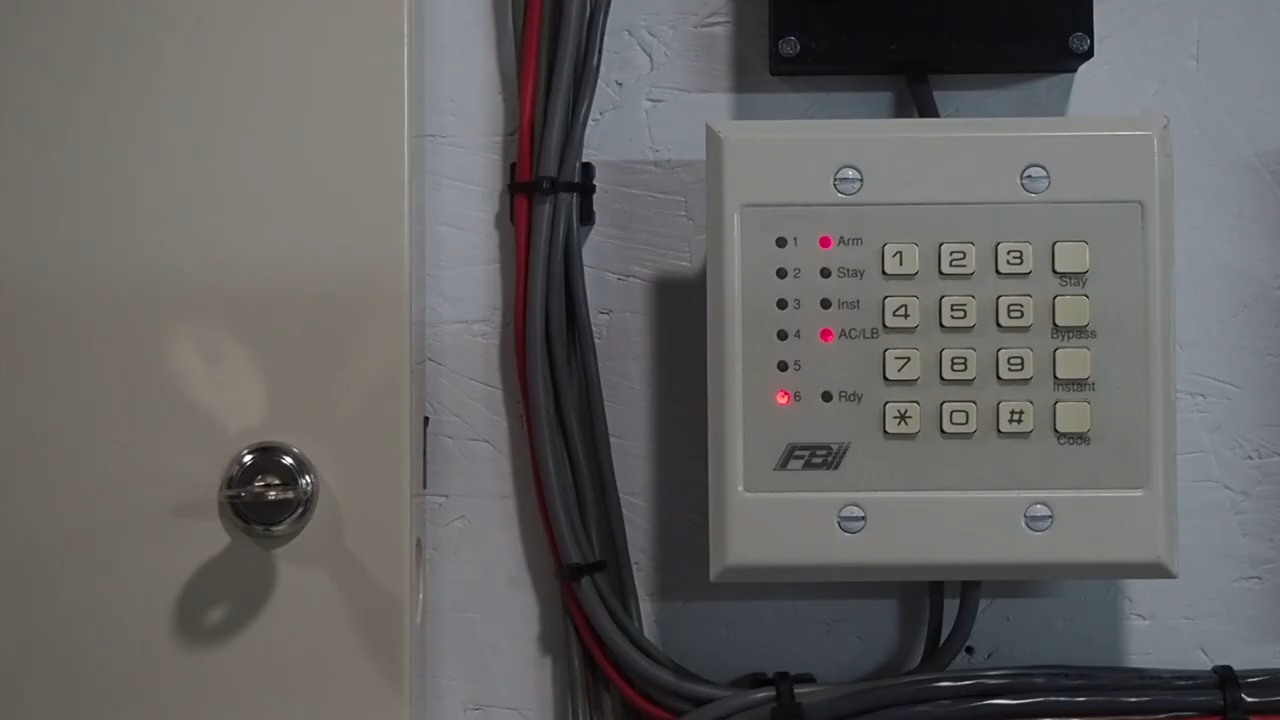 1 Arm 1 2 3
Stay
2 Stay
3 Inst 4 5 6
Bypass
4 AC/LB
5 7 8 9
Instant
6 Rdy * 0 #
Code
FBII